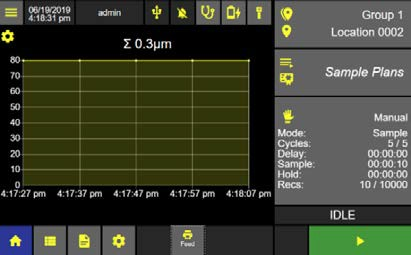 06/19/2019
4:18:31 pm
admin
Σ 0.3µm
80
70
60
50
40
30
20
10
0
4:17:27 pm 4:17:37 pm 4:17:47 pm 4:17:57 pm 4:18:07 pm
Feed
Group 1
Location 0002
Sample Plans
Manual
Mode: Sample
Cycles: 5 / 5
Delay: 00:00:00
Sample: 00:00:10
Hold: 00:00:00
Recs: 10 / 10000
IDLE